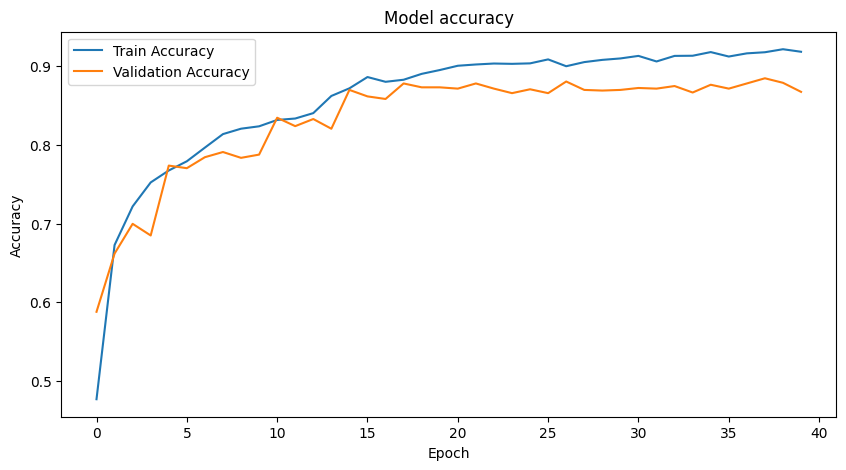 Model accuracy
Train Accuracy
Validation Accuracy
Accuracy
0.9
0.8
0.7
0.6
0.5
0 5 10 15 20 25 30 35 40
Epoch